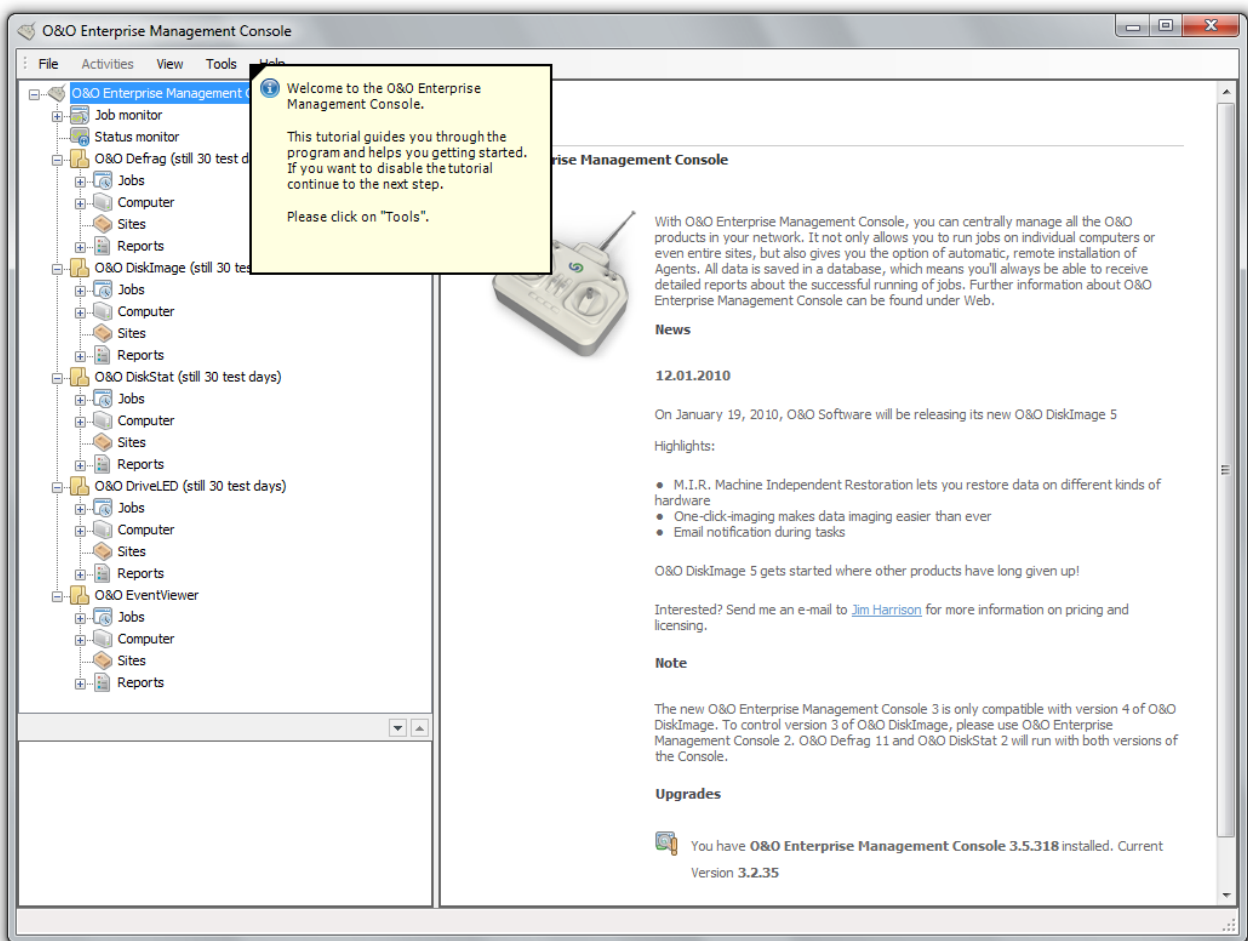 O&O Enterprise Management Console
File Activities View Tools Help
O&O Enterprise Management C
Job monitor
Status monitor
O&O Defrag (still 30 test d
Jobs
Computer
Sites
Reports
O&O DiskImage (still 30 tes
Jobs
Computer
Sites
Reports
O&O DiskStat (still 30 test days)
Jobs
Computer
Sites
Reports
O&O DriveLED (still 30 test days)
Jobs
Computer
Sites
Reports
O&O EventViewer
Jobs
Computer
Sites
Reports
Welcome to the O&O Enterprise
Management Console.
This tutorial guides you through the
program and helps you getting started.
If you want to disable the tutorial
continue to the next step.
Please click on "Tools".
rise Management Console
With O&O Enterprise Management Console, you can centrally manage all the O&O
products in your network. It not only allows you to run jobs on individual computers or
even entire sites, but also gives you the option of automatic, remote installation of
Agents. All data is saved in a database, which means you'll always be able to receive
detailed reports about the successful running of jobs. Further information about O&O
Enterprise Management Console can be found under Web.
News
12.01.2010
On January 19, 2010, O&O Software will be releasing its new O&O DiskImage 5
Highlights:
● M.I.R. Machine Independent Restoration lets you restore data on different kinds of
hardware
● One-click-imaging makes data imaging easier than ever
● Email notification during tasks
O&O DiskImage 5 gets started where other products have long given up!
Interested? Send me an e-mail to Jim Harrison for more information on pricing and
licensing.
Note
The new O&O Enterprise Management Console 3 is only compatible with version 4 of O&O
DiskImage. To control version 3 of O&O DiskImage, please use O&O Enterprise
Management Console 2. O&O Defrag 11 and O&O DiskStat 2 will run with both versions of
the Console.
Upgrades
You have O&O Enterprise Management Console 3.5.318 installed. Current
Version 3.2.35